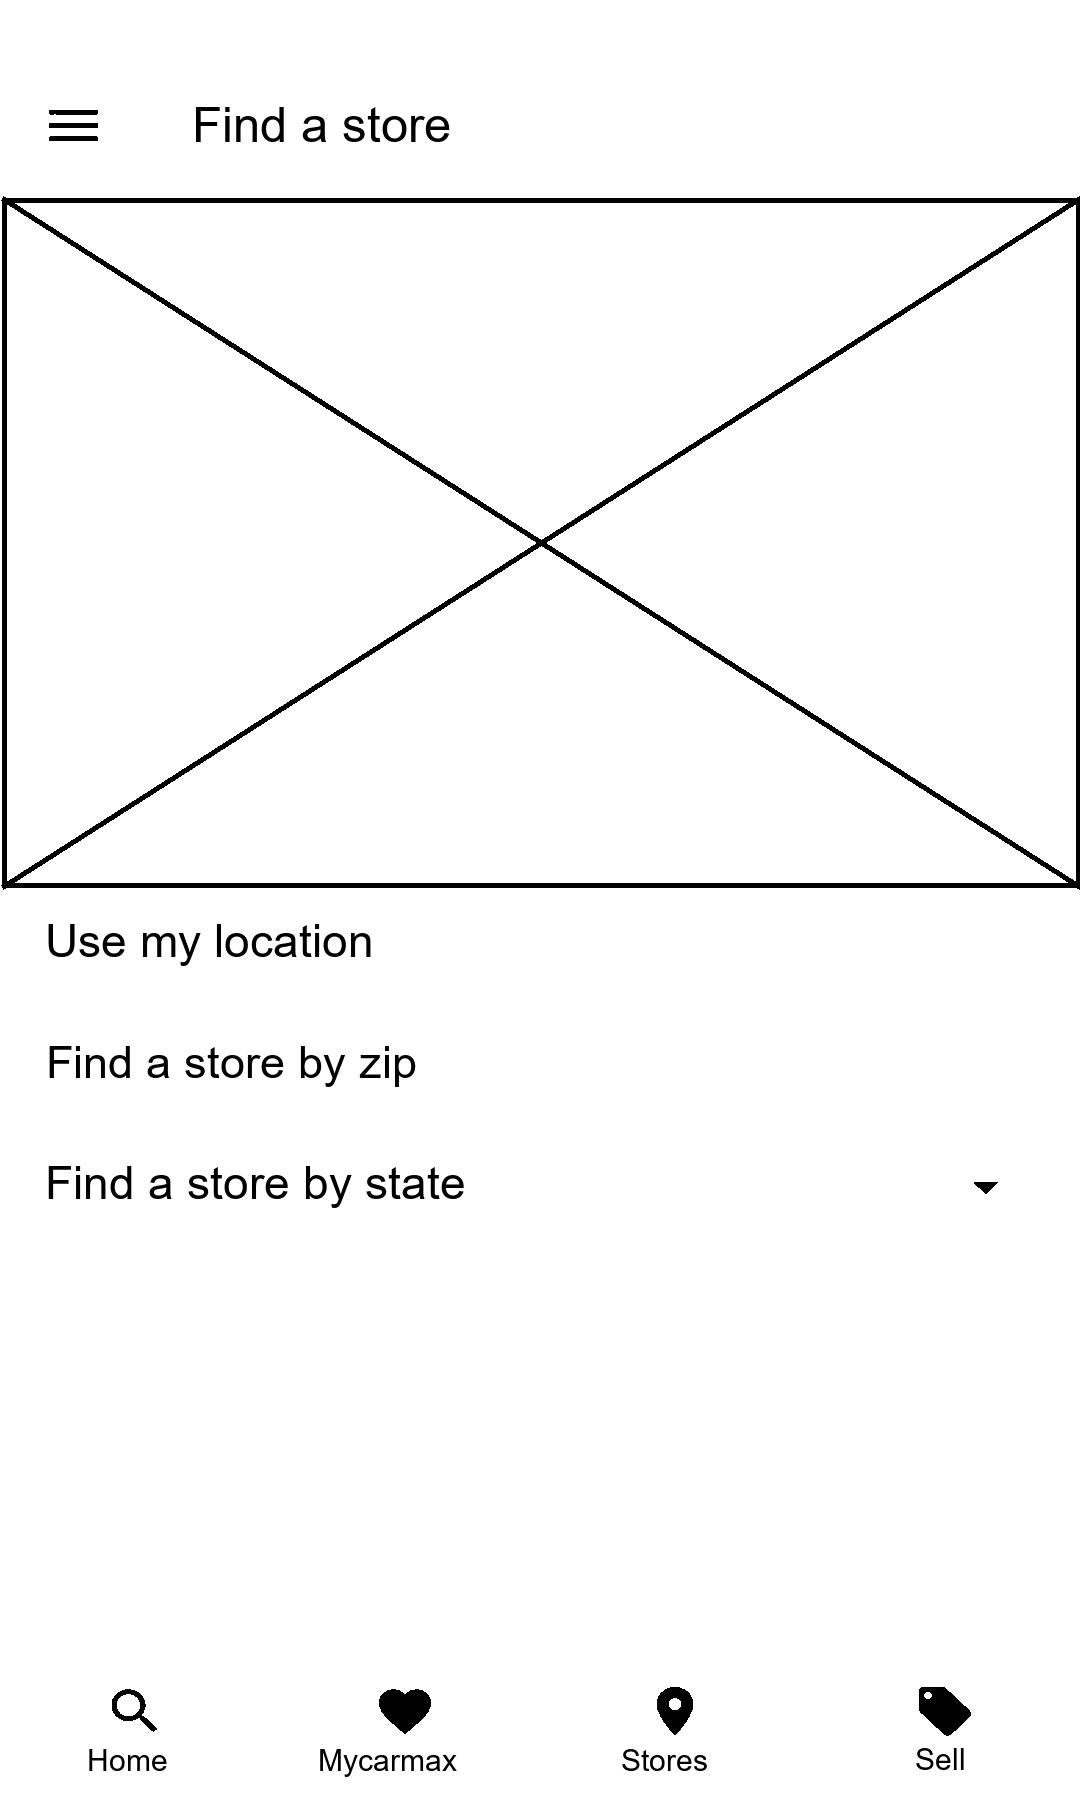 Find a store
Use my location
Find a store by zip
Find a store by state
Home
Mycarmax
Stores
Sell